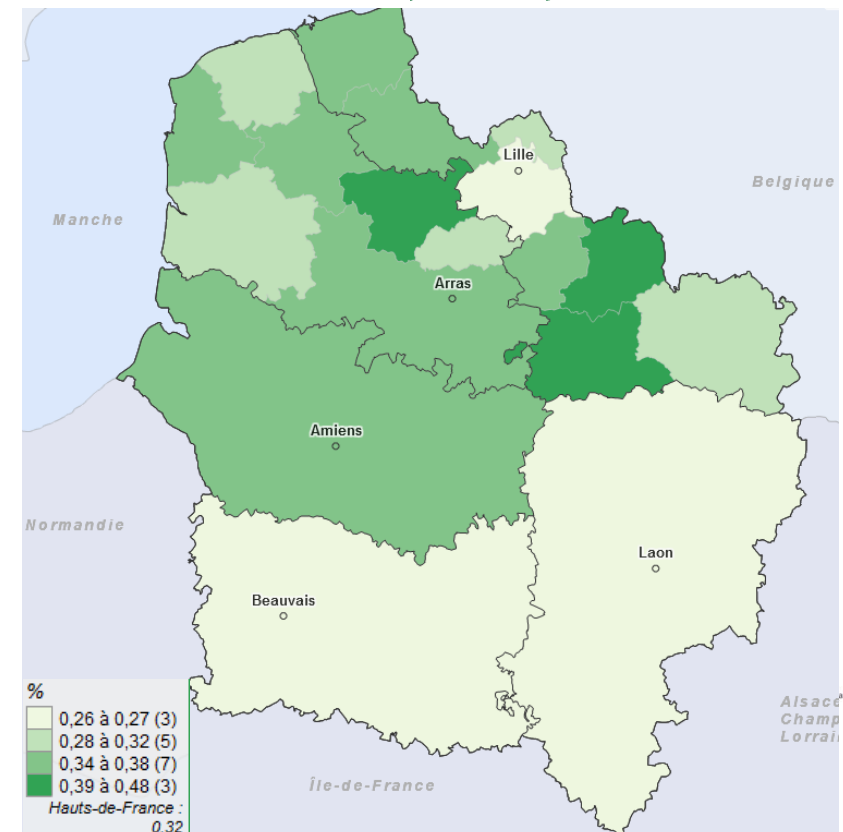 Lille
Belgique
Manche
Arras
Amiens
Normandie
Laon
Beauvais
Alsace
Champ
Lorrai
Île-de-France
%
0,26 à 0,27 (3)
0,28 à 0,32 (5)
0,34 à 0,38 (7)
0,39 à 0,48 (3)
Hauts-de-France :
0.32